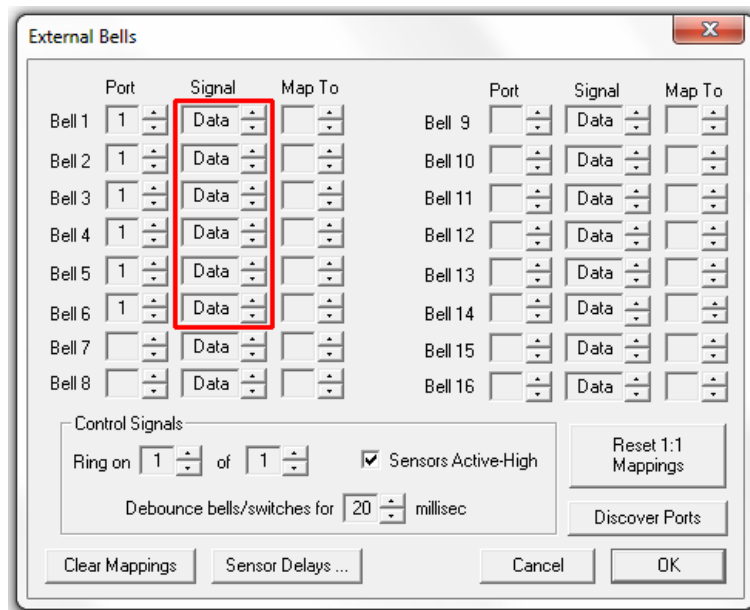 External Bells
Port Signal Map To Port Signal Map To
Bell 1 1 Data Bell 9 Data
Bell 2 1 Data Bell 10 Data
Bell 3 1 Data Bell 11 Data
Bell 4 1 Data Bell 12 Data
Bell 5 1 Data Bell 13 Data
Bell 6 1 Data Bell 14 Data
Bell 7 Data Bell 15 Data
Bell 8 Data Bell 16 Data
Control Signals
Ring on 1 of 1 Sensors Active-High
Debounce bells/switches for 20 millisec
Reset 1:1
Mappings
Discover Ports
Clear Mappings Sensor Delays ... Cancel OK